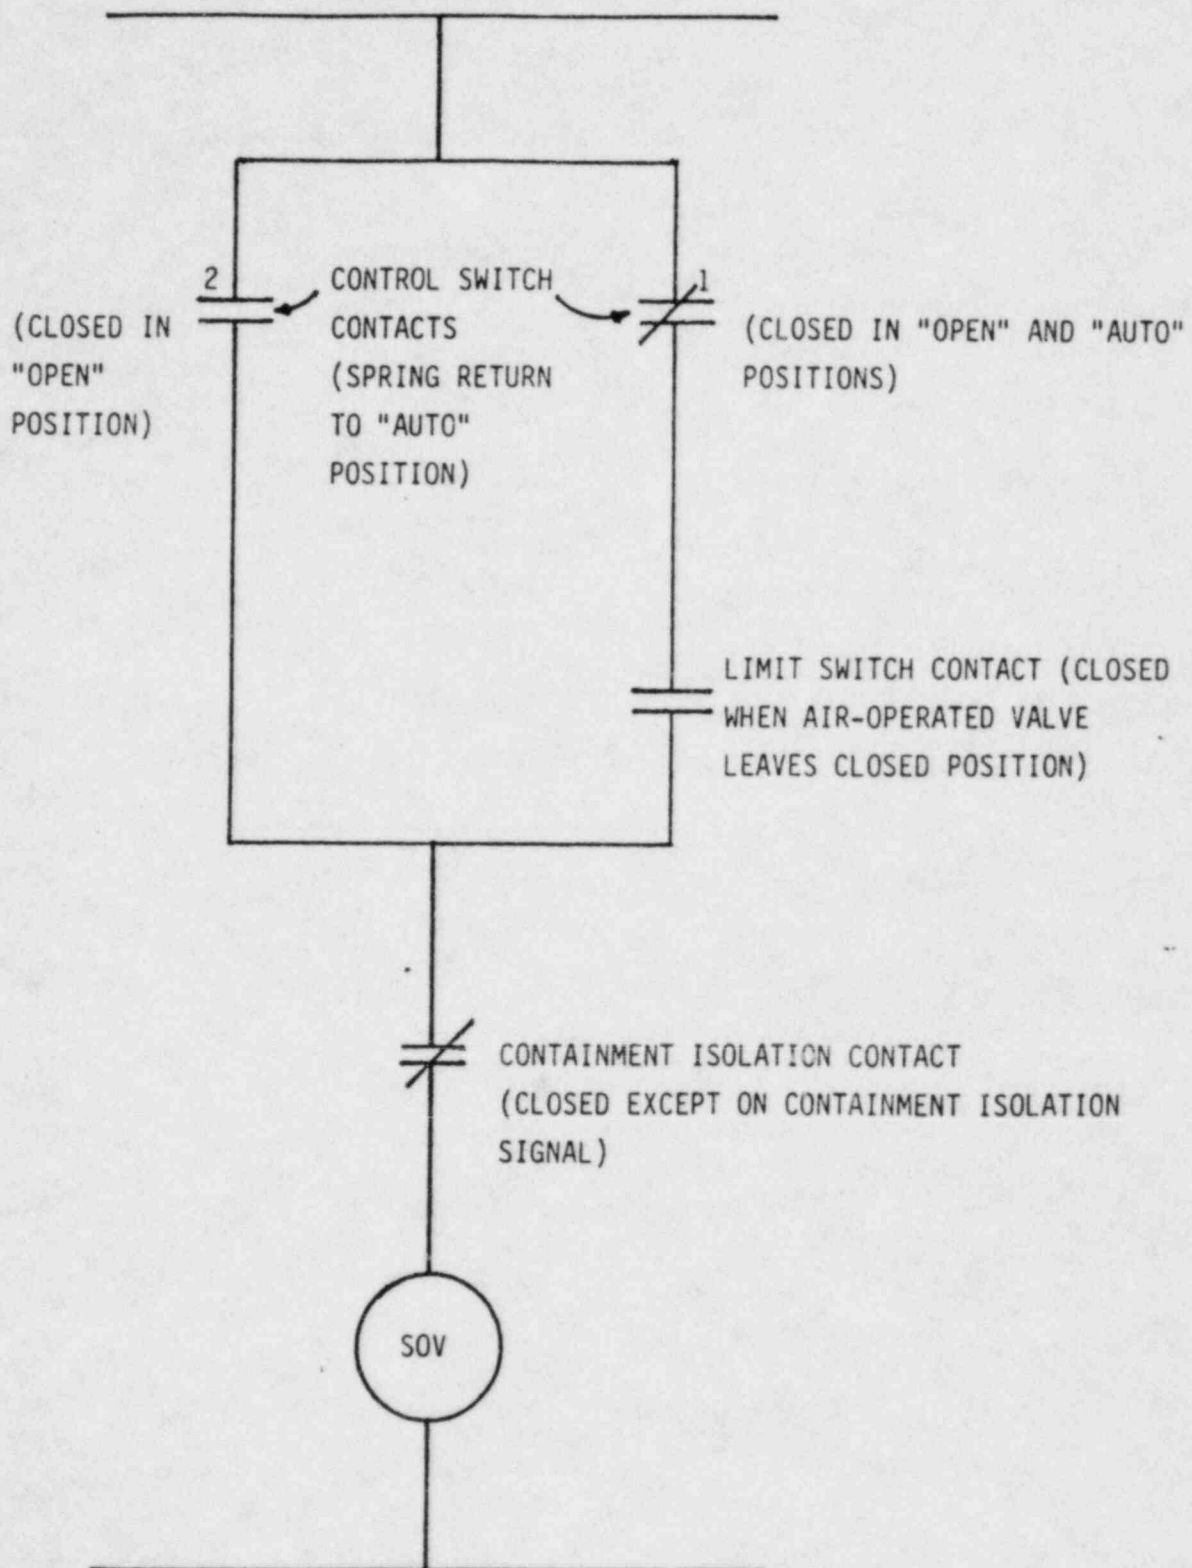 2
1
CONTROL SWITCH
CONTACTS
(SPRING RETURN
TO "AUTO"
POSITION)
(CLOSED IN
"OPEN"
POSITION)
(CLOSED IN "OPEN" AND "AUTO"
POSITIONS)
LIMIT SWITCH CONTACT (CLOSED
WHEN AIR-OPERATED VALVE
LEAVES CLOSED POSITION)
CONTAINMENT ISOLATION CONTACT
(CLOSED EXCEPT ON CONTAINMENT ISOLATION
SIGNAL)
SOV